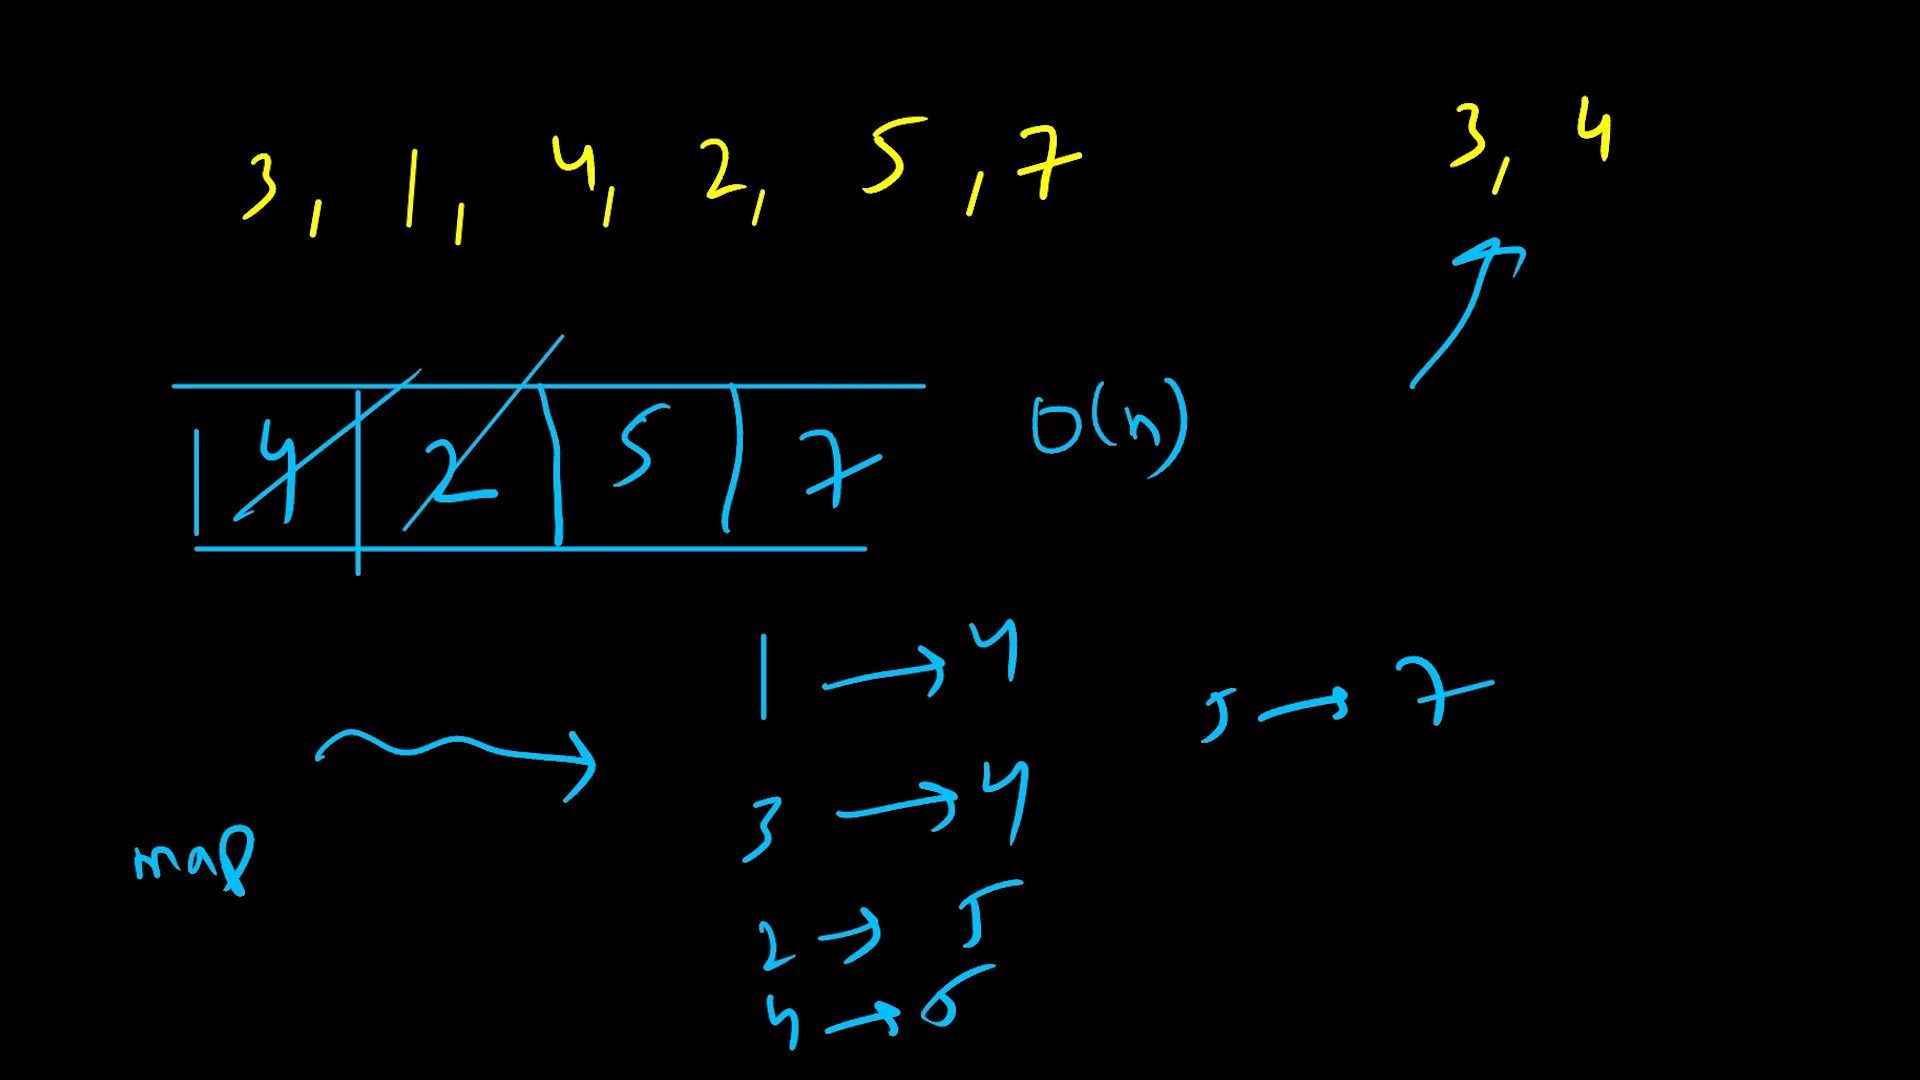 3, 1, 4, 2, 5, 7
3, 4
4 2 5 7
O(n)
1 → 4
5 → 7
3 → 4
map
2 → 5
4 → 5